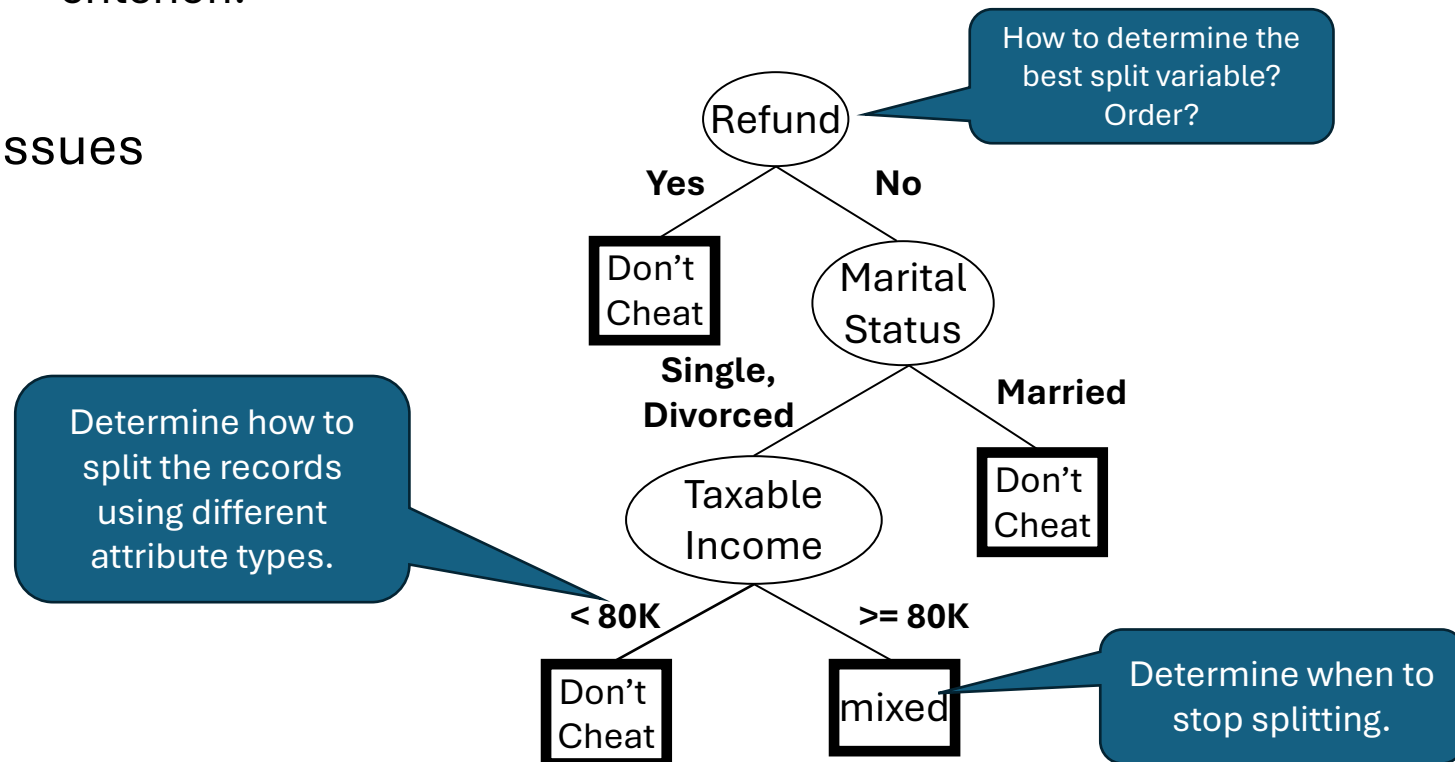 criterion.
How to determine the
best split variable?
Order?
Refund
ssues
Yes
No
Don't
Cheat
Marital
Status
Single,
Divorced
Married
Determine how to
split the records
using different
attribute types.
Taxable
Income
Don't
Cheat
< 80K
>= 80K
Determine when to
stop splitting.
Don't
Cheat
mixed